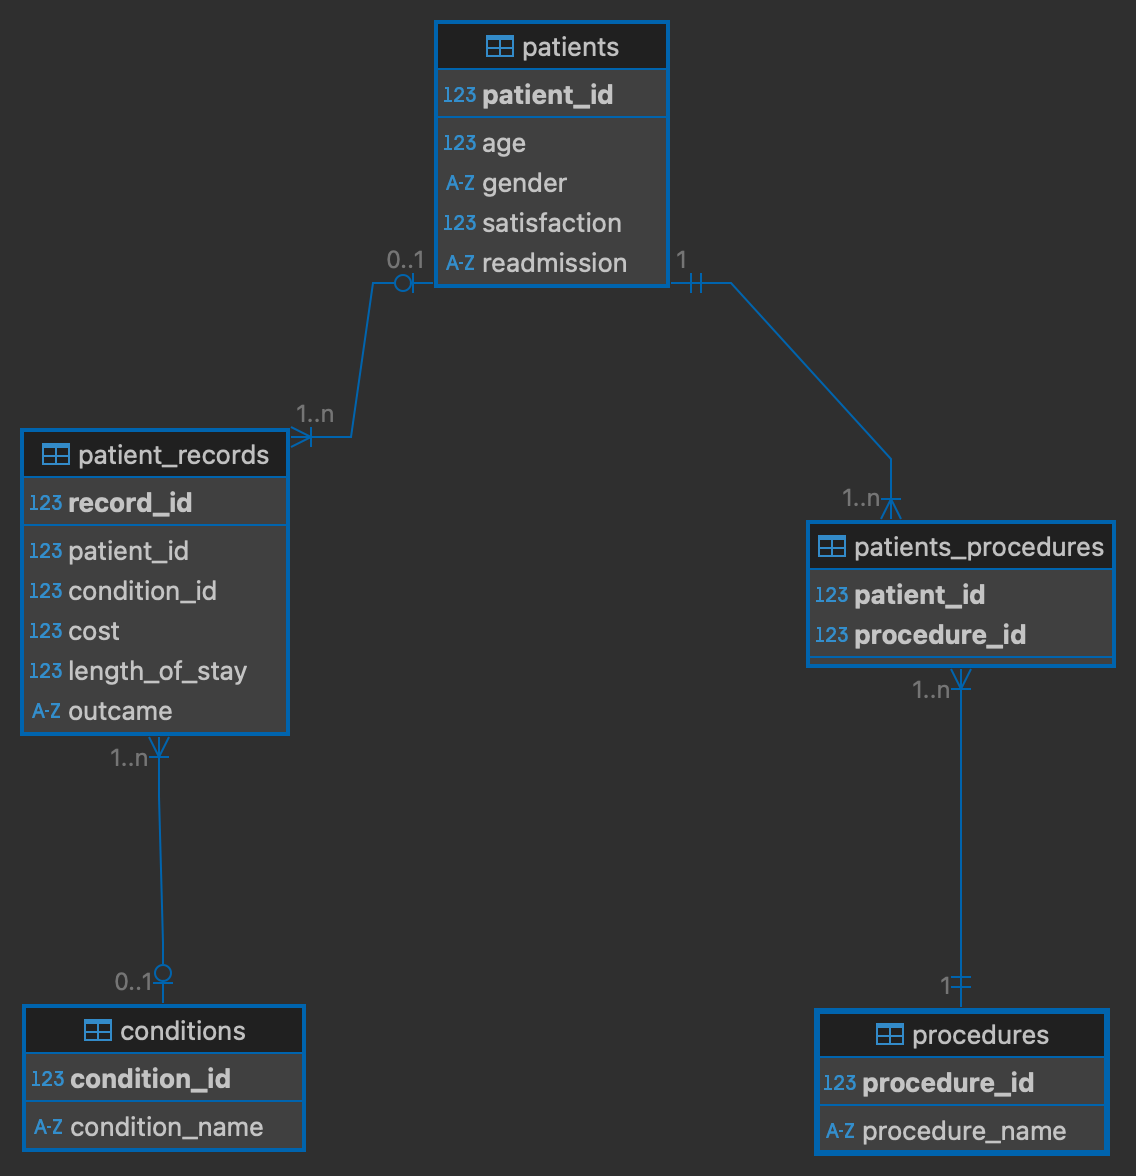 patients
123 patient_id
123 age
A-Z gender
123 satisfaction
A-Z readmission
0..1
1
1..n
patient_records
123 record_id
123 patient_id
123 condition_id
123 cost
123 length_of_stay
A-Z outcame
1..n
1..n
patients_procedures
123 patient_id
123 procedure_id
1..n
0..1
conditions
123 condition_id
A-Z condition_name
1
procedures
123 procedure_id
A-Z procedure_name